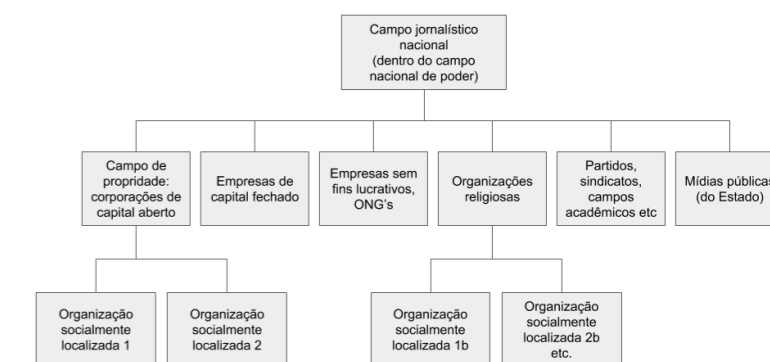 Campo jornalístico
nacional
(dentro do campo
nacional de poder)
Campo de
propridade:
corporações de
capital aberto
Empresas de
capital fechado
Empresas sem
fins lucrativos,
ONG's
Organizações
religiosas
Partidos,
sindicatos,
campos
acadêmicos etc
Mídias públicas
(do Estado)
Organização
socialmente
localizada 1
Organização
socialmente
localizada 2
Organização
socialmente
localizada 1b
Organização
socialmente
localizada 2b
etc.